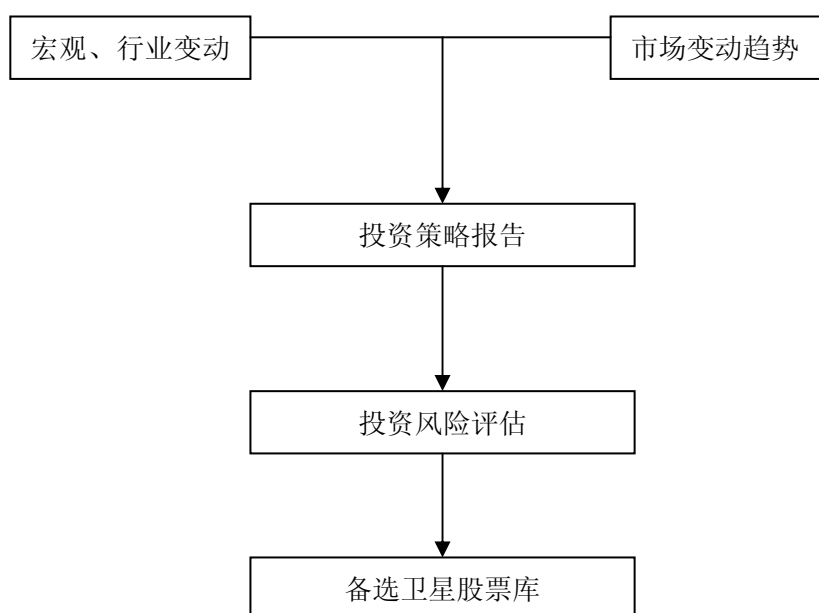 宏观、行业变动
市场变动趋势
投资策略报告
投资风险评估
备选卫星股票库